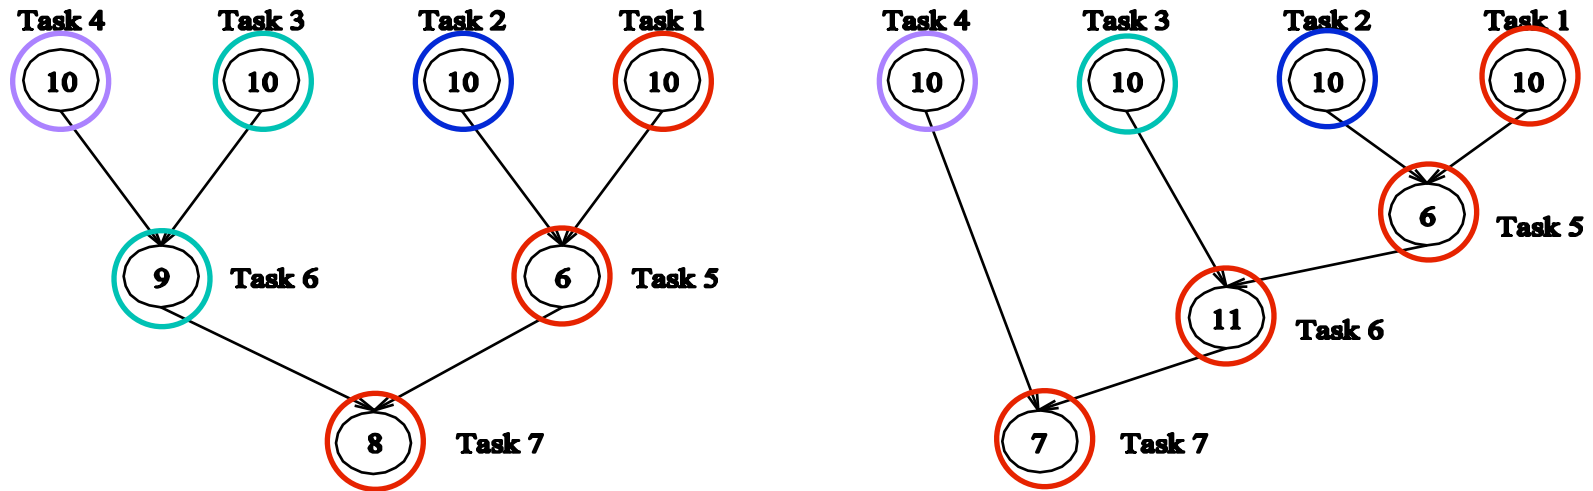 Task 4 Task 3 Task 2 Task 1 Task 4 Task 3 Task 2 Task 1
10 10 10 10 10 10 10 10
6 Task 5
9 Task 6 6 Task 5
11 Task 6
8 Task 7 7 Task 7